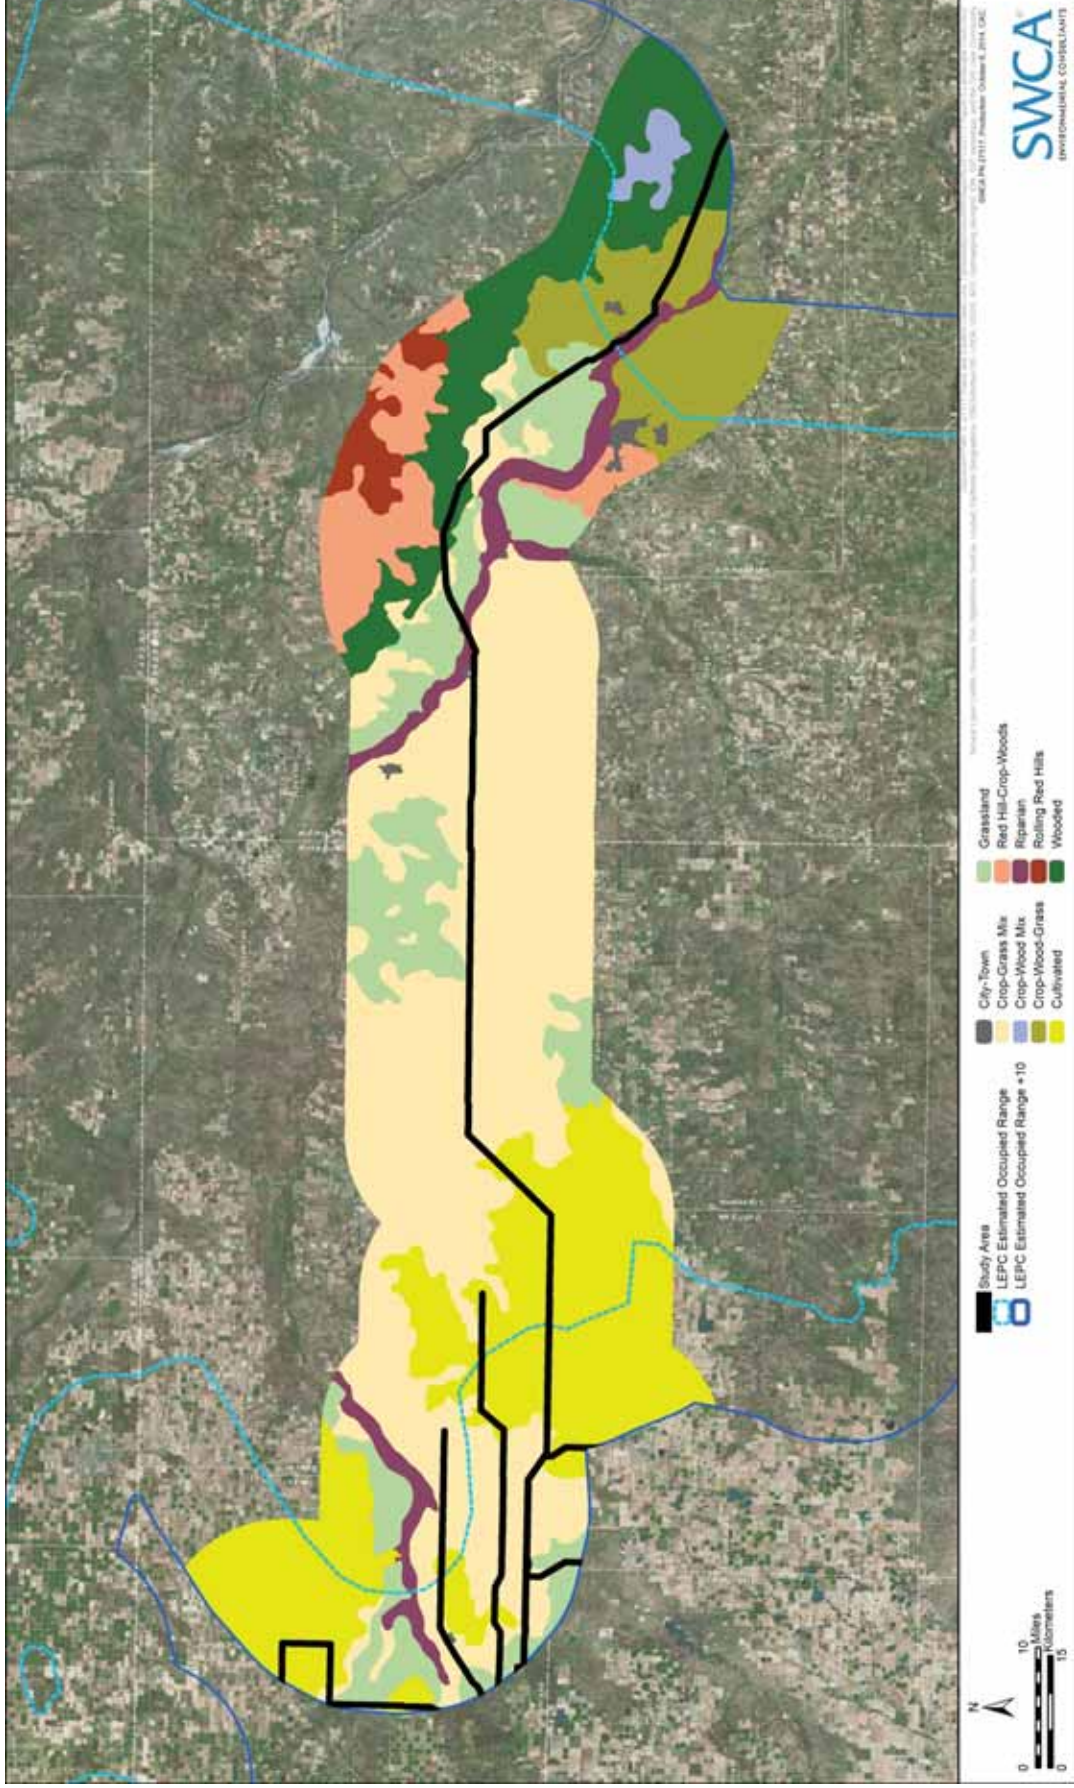 Study Area
LEPC Estimated Occupied Range
LEPC Estimated Occupied Range +10
City-Town
Crop-Grass Mix
Crop-Wood Mix
Crop-Wood-Grass
Cultivated
Grassland
Red Hill-Crop-Woods
Riparian
Rolling Red Hills
Wooded
N
0 10
Miles
Kilometers
0 15
SWCA
ENVIRONMENTAL CONSULTANTS